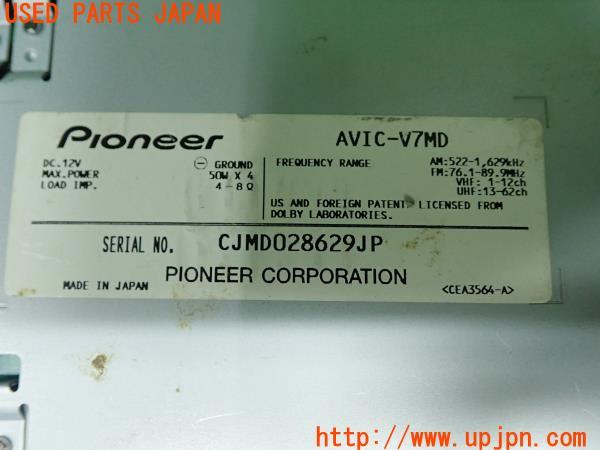 USED PARTS JAPAN
Pioneer
AVIC-V7MD
DC.12V
⊖ GROUND
MAX.POWER
50W X 4
LOAD IMP.
4-8Ω
FREQUENCY RANGE
AM:522-1,629kHz
FM:76.1-89.9MHz
VHF: 1-12ch
UHF:13-62ch
US AND FOREIGN PATENT. LICENSED FROM
DOLBY LABORATORIES.
SERIAL NO. CJMD028629JP
PIONEER CORPORATION
MADE IN JAPAN
<CEA3564-A>
www.upjpn.com